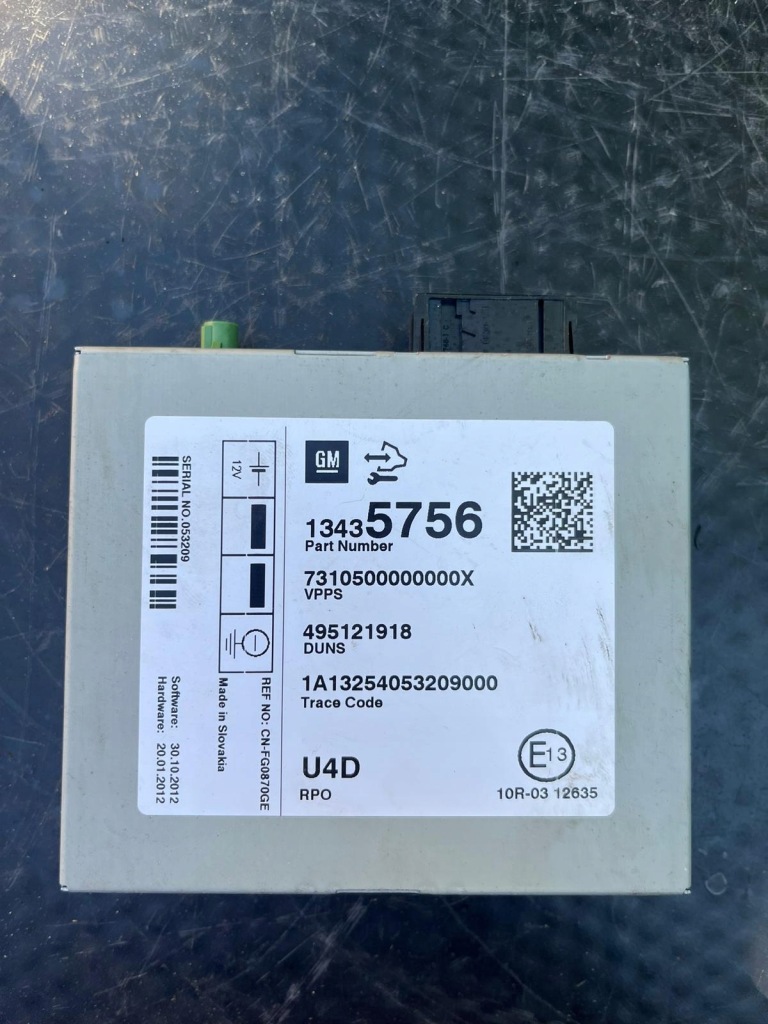 GM
13435756
Part Number
7310500000000X
VPPS
495121918
DUNS
1A13254053209000
Trace Code
U4D
RPO
E13
10R-03 12635
SERIAL NO.053209
12V
REF NO: CN-FG0870GE
Made in Slovakia
Software: 30.10.2012
Hardware: 20.01.2012